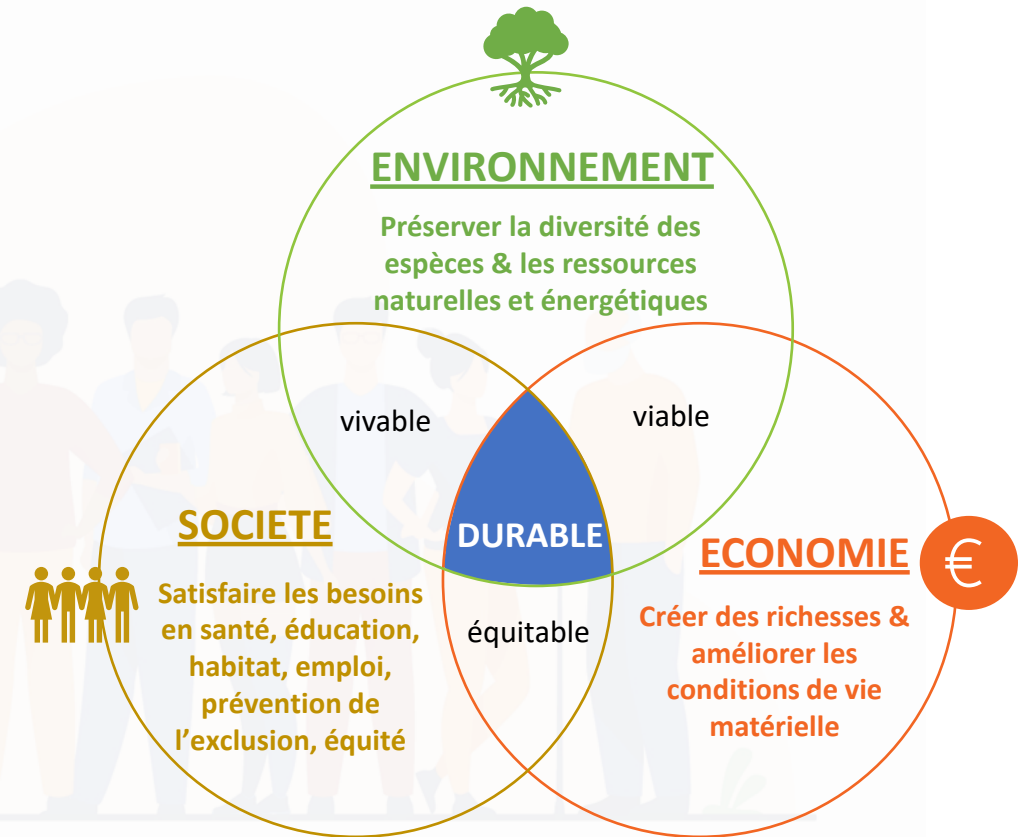 ENVIRONNEMENT
Préserver la diversité des
espèces & les ressources
naturelles et énergétiques
vivable
viable
SOCIETE
Satisfaire les besoins
en santé, éducation,
habitat, emploi,
prévention de
l’exclusion, équité
DURABLE
équitable
ECONOMIE
€
Créer des richesses &
améliorer les
conditions de vie
matérielle